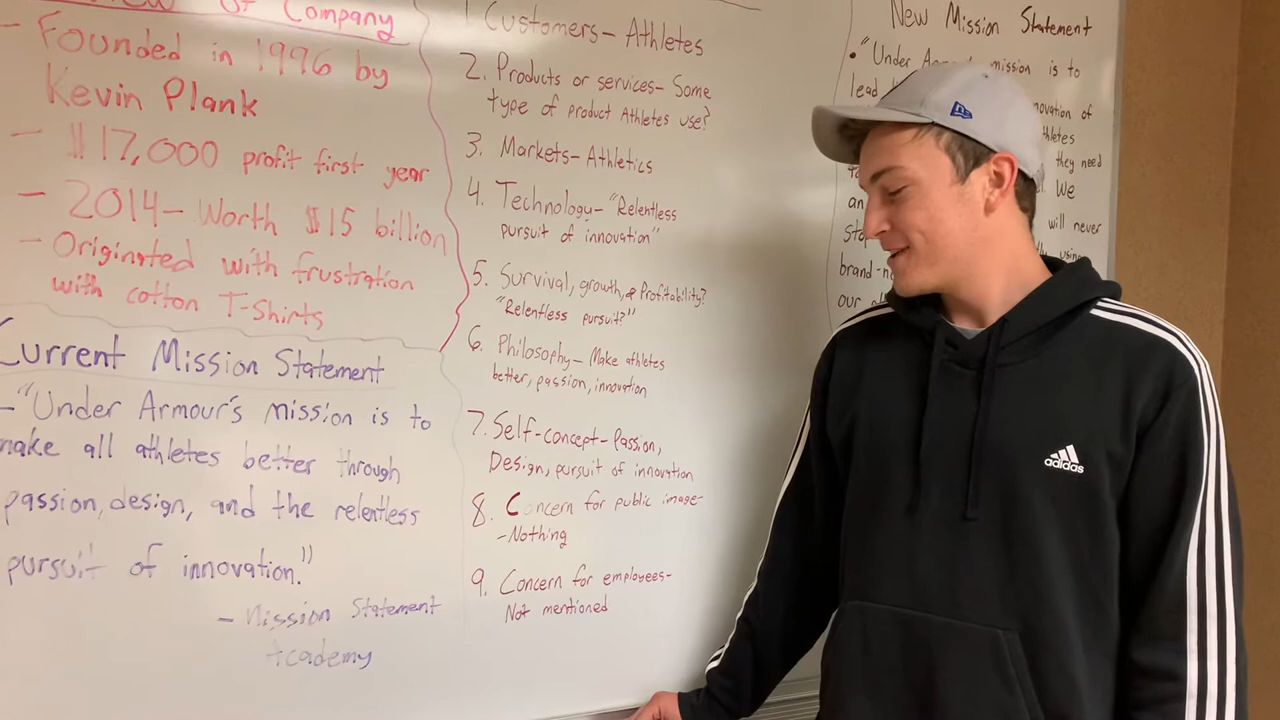 of Company
- Founded in 1996 by
Kevin Plank
- $17,000 profit first year
- 2014- Worth $15 billion
- Originated with frustration
with cotton T-Shirts
Current Mission Statement
- "Under Armour's mission is to
make all athletes better through
passion, design, and the relentless
pursuit of innovation."
- Mission Statement
Academy
1. Customers- Athletes
2. Products or services- Some
type of product Athletes use?
3. Markets- Athletics
4. Technology- "Relentless
pursuit of innovation"
5. Survival, growth, & Profitability?
"Relentless pursuit?"
6. Philosophy- Make athletes
better, passion, innovation
7. Self-concept- Passion,
Design, pursuit of innovation
8. C ncern for public image-
- Nothing
9. Concern for employees-
Not mentioned
New Mission Statement
• "Under mission is to
lead
of
they need
We
an will never
using
brand-
our
adidas